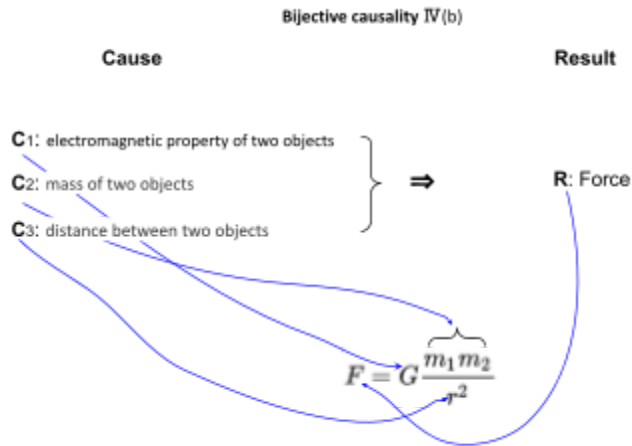 Bijective causality Ⅳ(b)
Cause Result
C1: electromagnetic property of two objects
C2: mass of two objects
⇒ R: Force
C3: distance between two objects
F = G m₁m₂ / r²